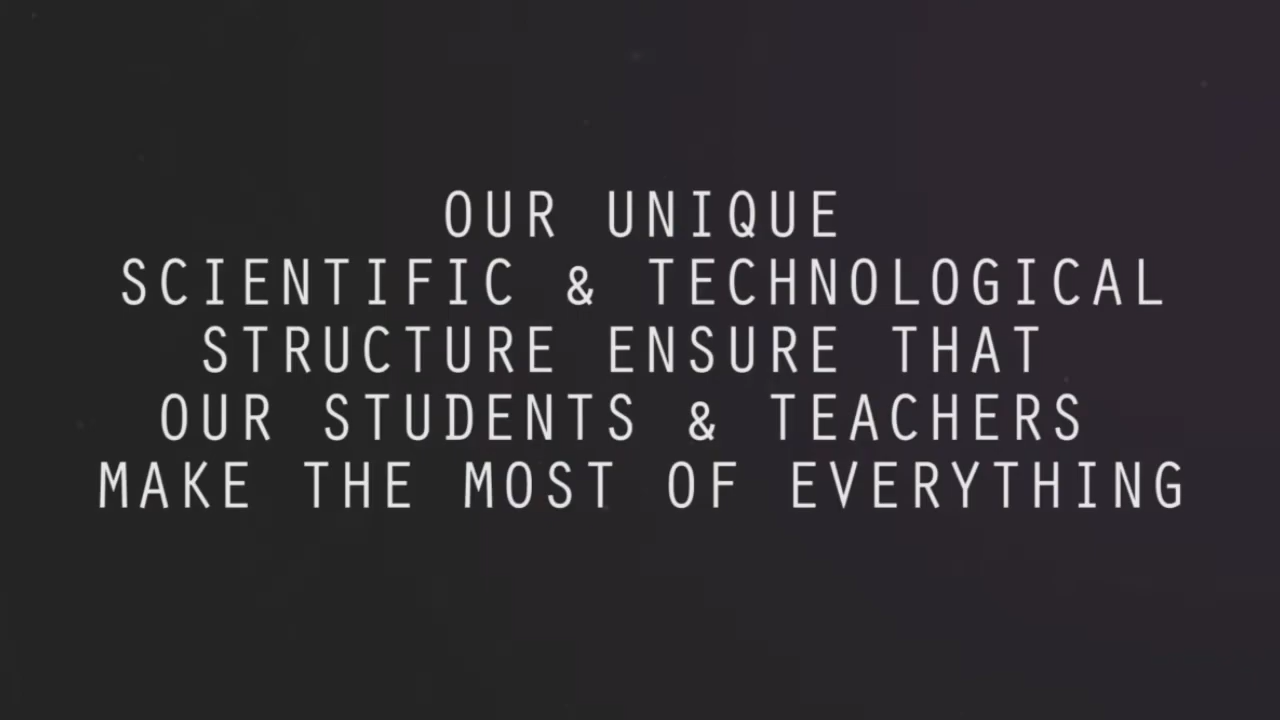 OUR UNIQUE
SCIENTIFIC & TECHNOLOGICAL
STRUCTURE ENSURE THAT
OUR STUDENTS & TEACHERS
MAKE THE MOST OF EVERYTHING